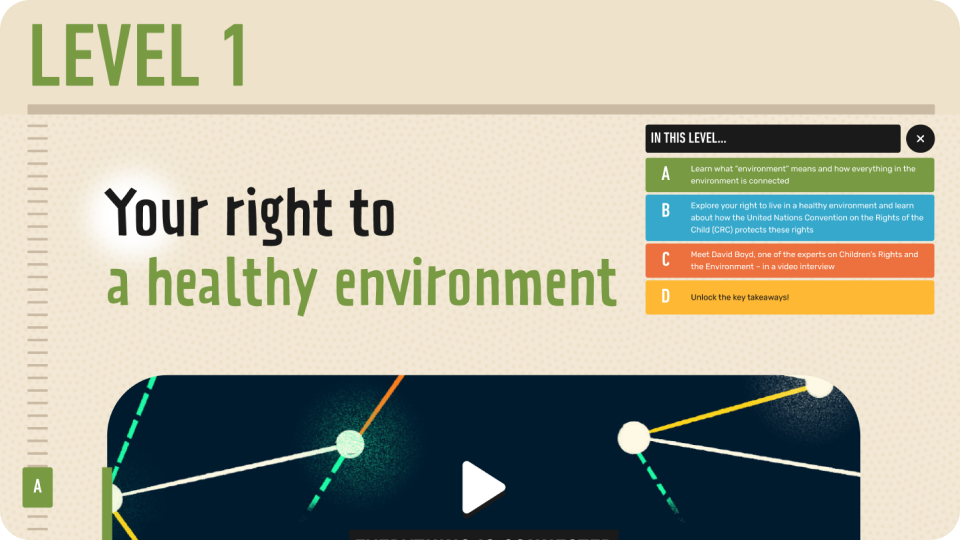 LEVEL 1
Your right to
a healthy environment
IN THIS LEVEL...
A
Learn what "environment" means and how everything in the
environment is connected
B
Explore your right to live in a healthy environment and learn
about how the United Nations Convention on the Rights of the
Child (CRC) protects these rights
C
Meet David Boyd, one of the experts on Children's Rights and
the Environment – in a video interview
D
Unlock the key takeaways!
A